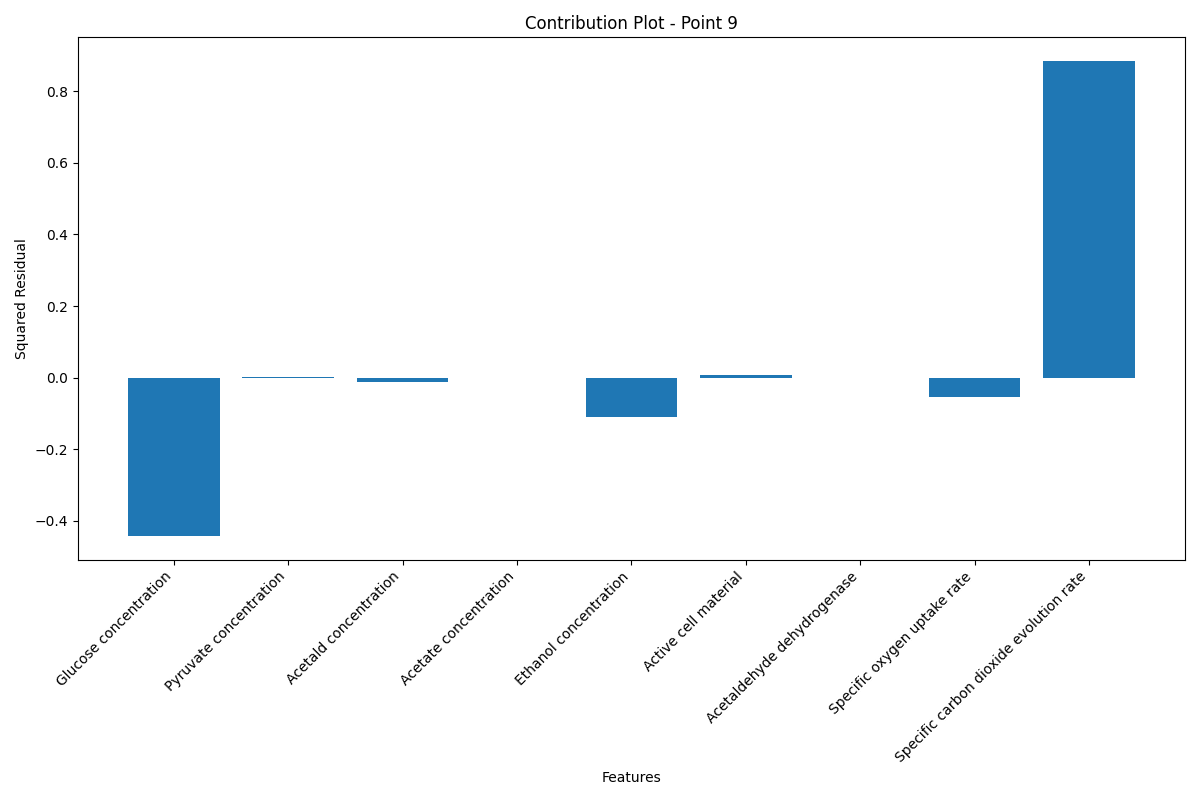 Contribution Plot - Point 9
Squared Residual
0.8
0.6
0.4
0.2
0.0
−0.2
−0.4
Glucose concentration
Pyruvate concentration
Acetald concentration
Acetate concentration
Ethanol concentration
Active cell material
Acetaldehyde dehydrogenase
Specific oxygen uptake rate
Specific carbon dioxide evolution rate
Features